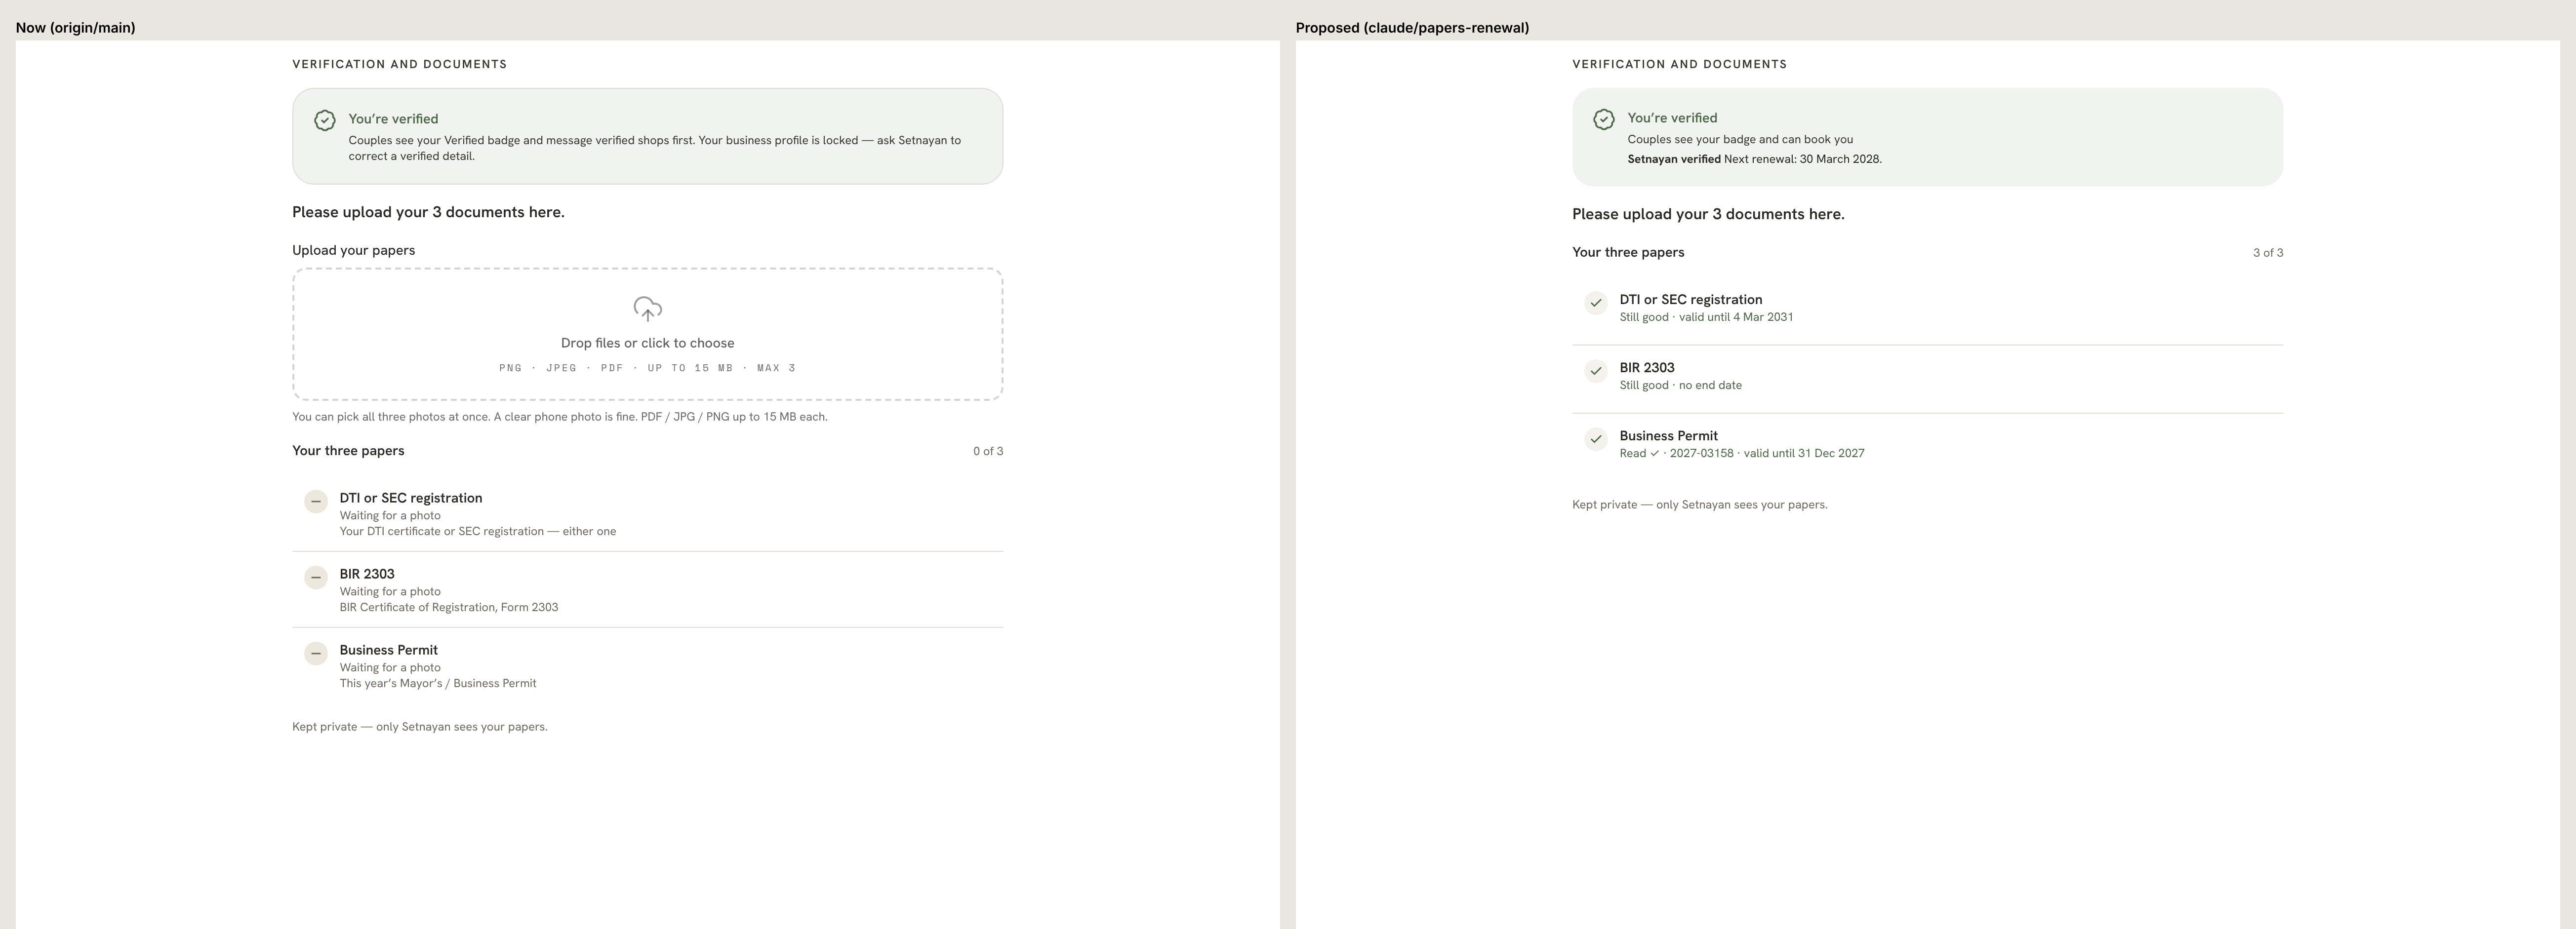 Now (origin/main)
VERIFICATION AND DOCUMENTS
You’re verified
Couples see your Verified badge and message verified shops first. Your business profile is locked — ask Setnayan to
correct a verified detail.
Please upload your 3 documents here.
Upload your papers
Drop files or click to choose
PNG · JPEG · PDF · UP TO 15 MB · MAX 3
You can pick all three photos at once. A clear phone photo is fine. PDF / JPG / PNG up to 15 MB each.
Your three papers
0 of 3
DTI or SEC registration
Waiting for a photo
Your DTI certificate or SEC registration — either one
BIR 2303
Waiting for a photo
BIR Certificate of Registration, Form 2303
Business Permit
Waiting for a photo
This year’s Mayor’s / Business Permit
Kept private — only Setnayan sees your papers.
Proposed (claude/papers-renewal)
VERIFICATION AND DOCUMENTS
You’re verified
Couples see your badge and can book you
Setnayan verified Next renewal: 30 March 2028.
Please upload your 3 documents here.
Your three papers
3 of 3
DTI or SEC registration
Still good · valid until 4 Mar 2031
BIR 2303
Still good · no end date
Business Permit
Read ✓ · 2027-03158 · valid until 31 Dec 2027
Kept private — only Setnayan sees your papers.